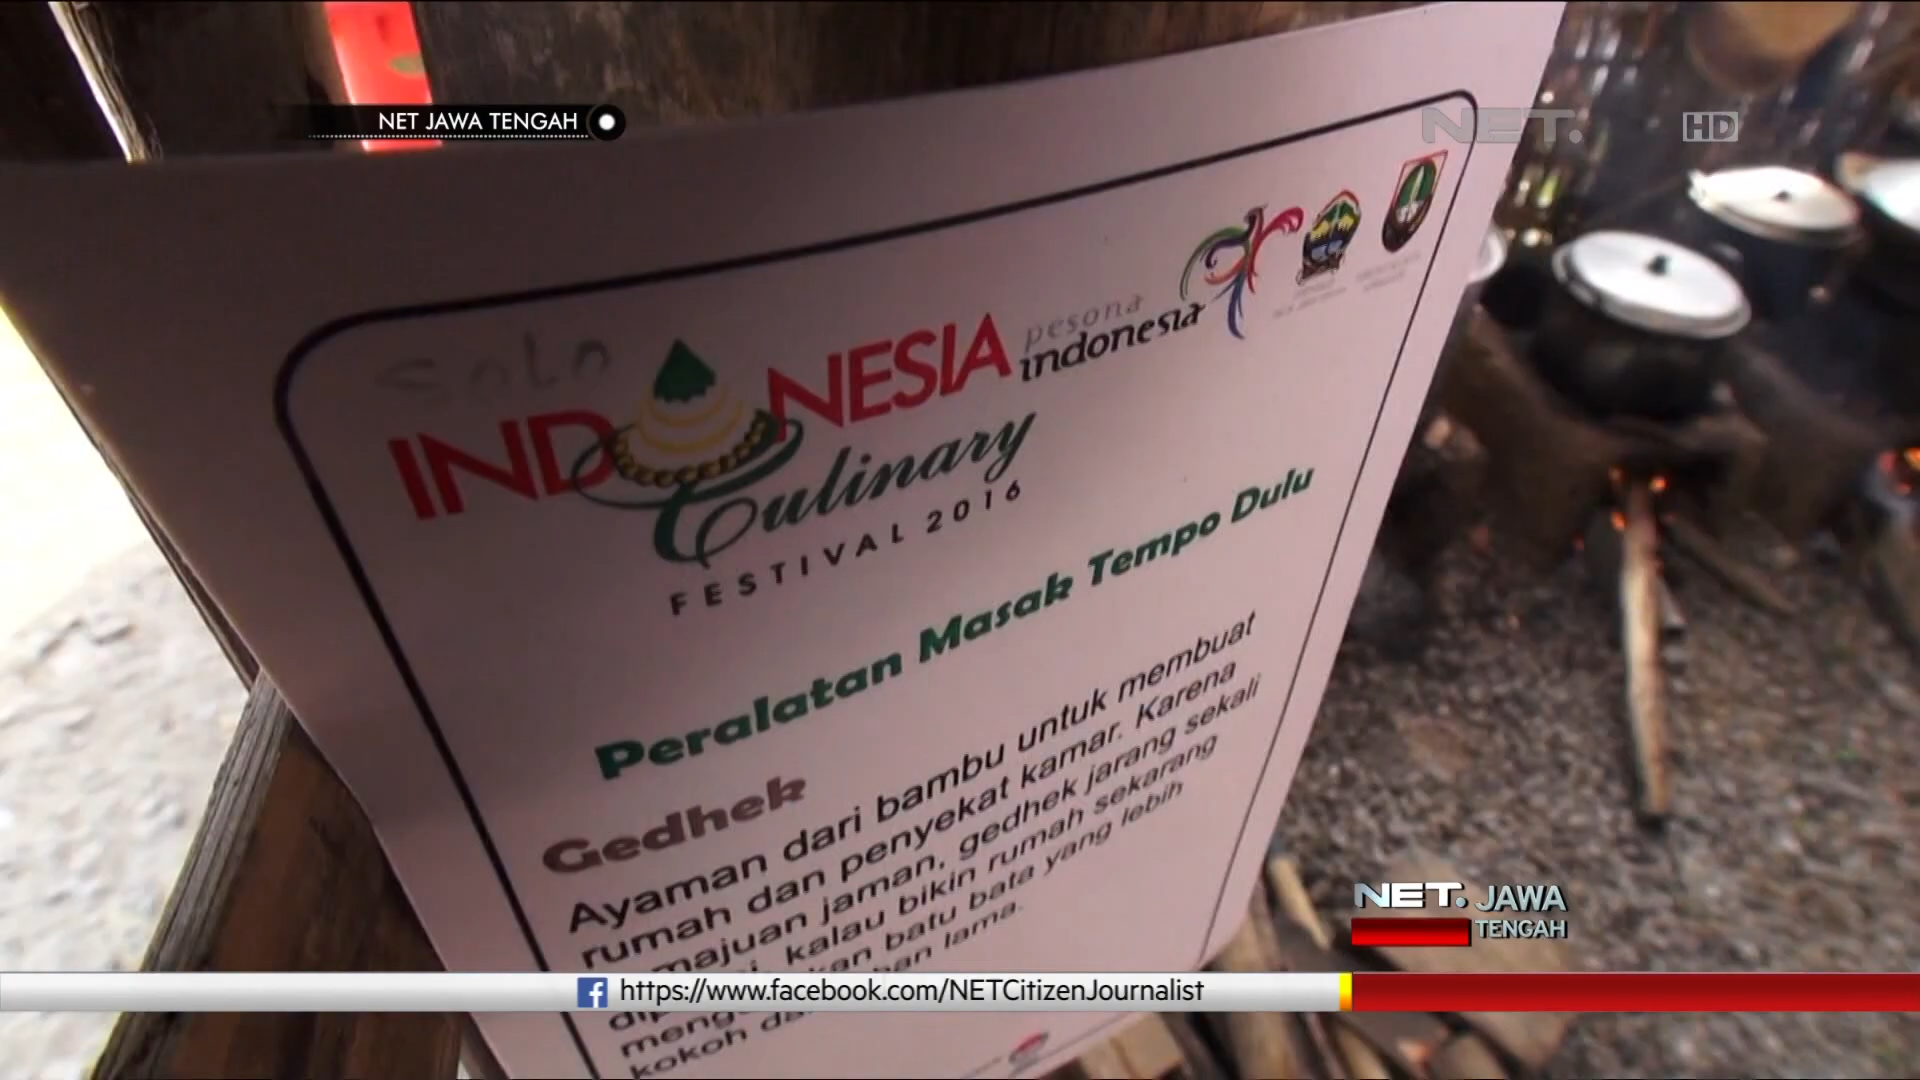 NET JAWA TENGAH
NET.
HD
Solo
INDONESIA
pesona
indonesia
Culinary
FESTIVAL 2016
Peralatan Masak Tempo Dulu
Gedhek
Ayaman dari bambu untuk membuat
rumah dan penyekat kamar. Karena
majuan jaman, gedhek jarang sekali
kalau bikin rumah sekarang
batu bata yang lebih
kokoh lama.
NET. JAWA
TENGAH
https://www.facebook.com/NETCitizenJournalist